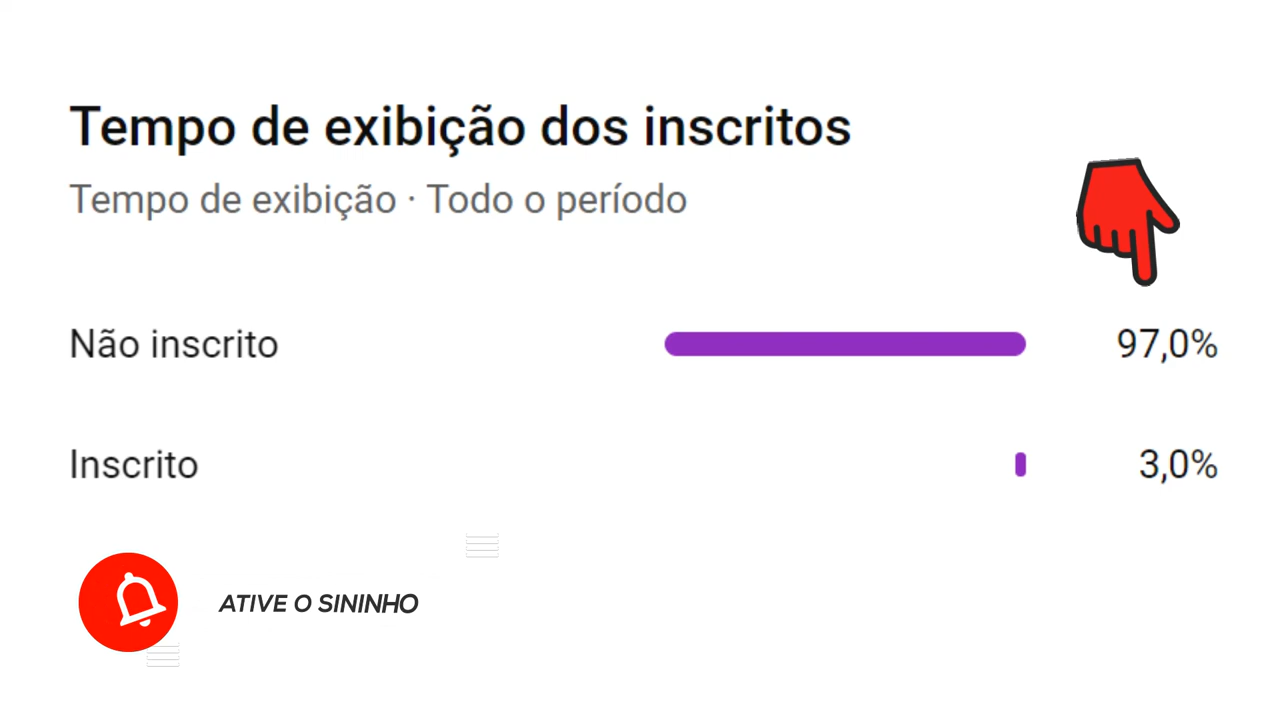 Tempo de exibição dos inscritos
Tempo de exibição · Todo o período
Não inscrito 97,0%
Inscrito 3,0%
ATIVE O SININHO